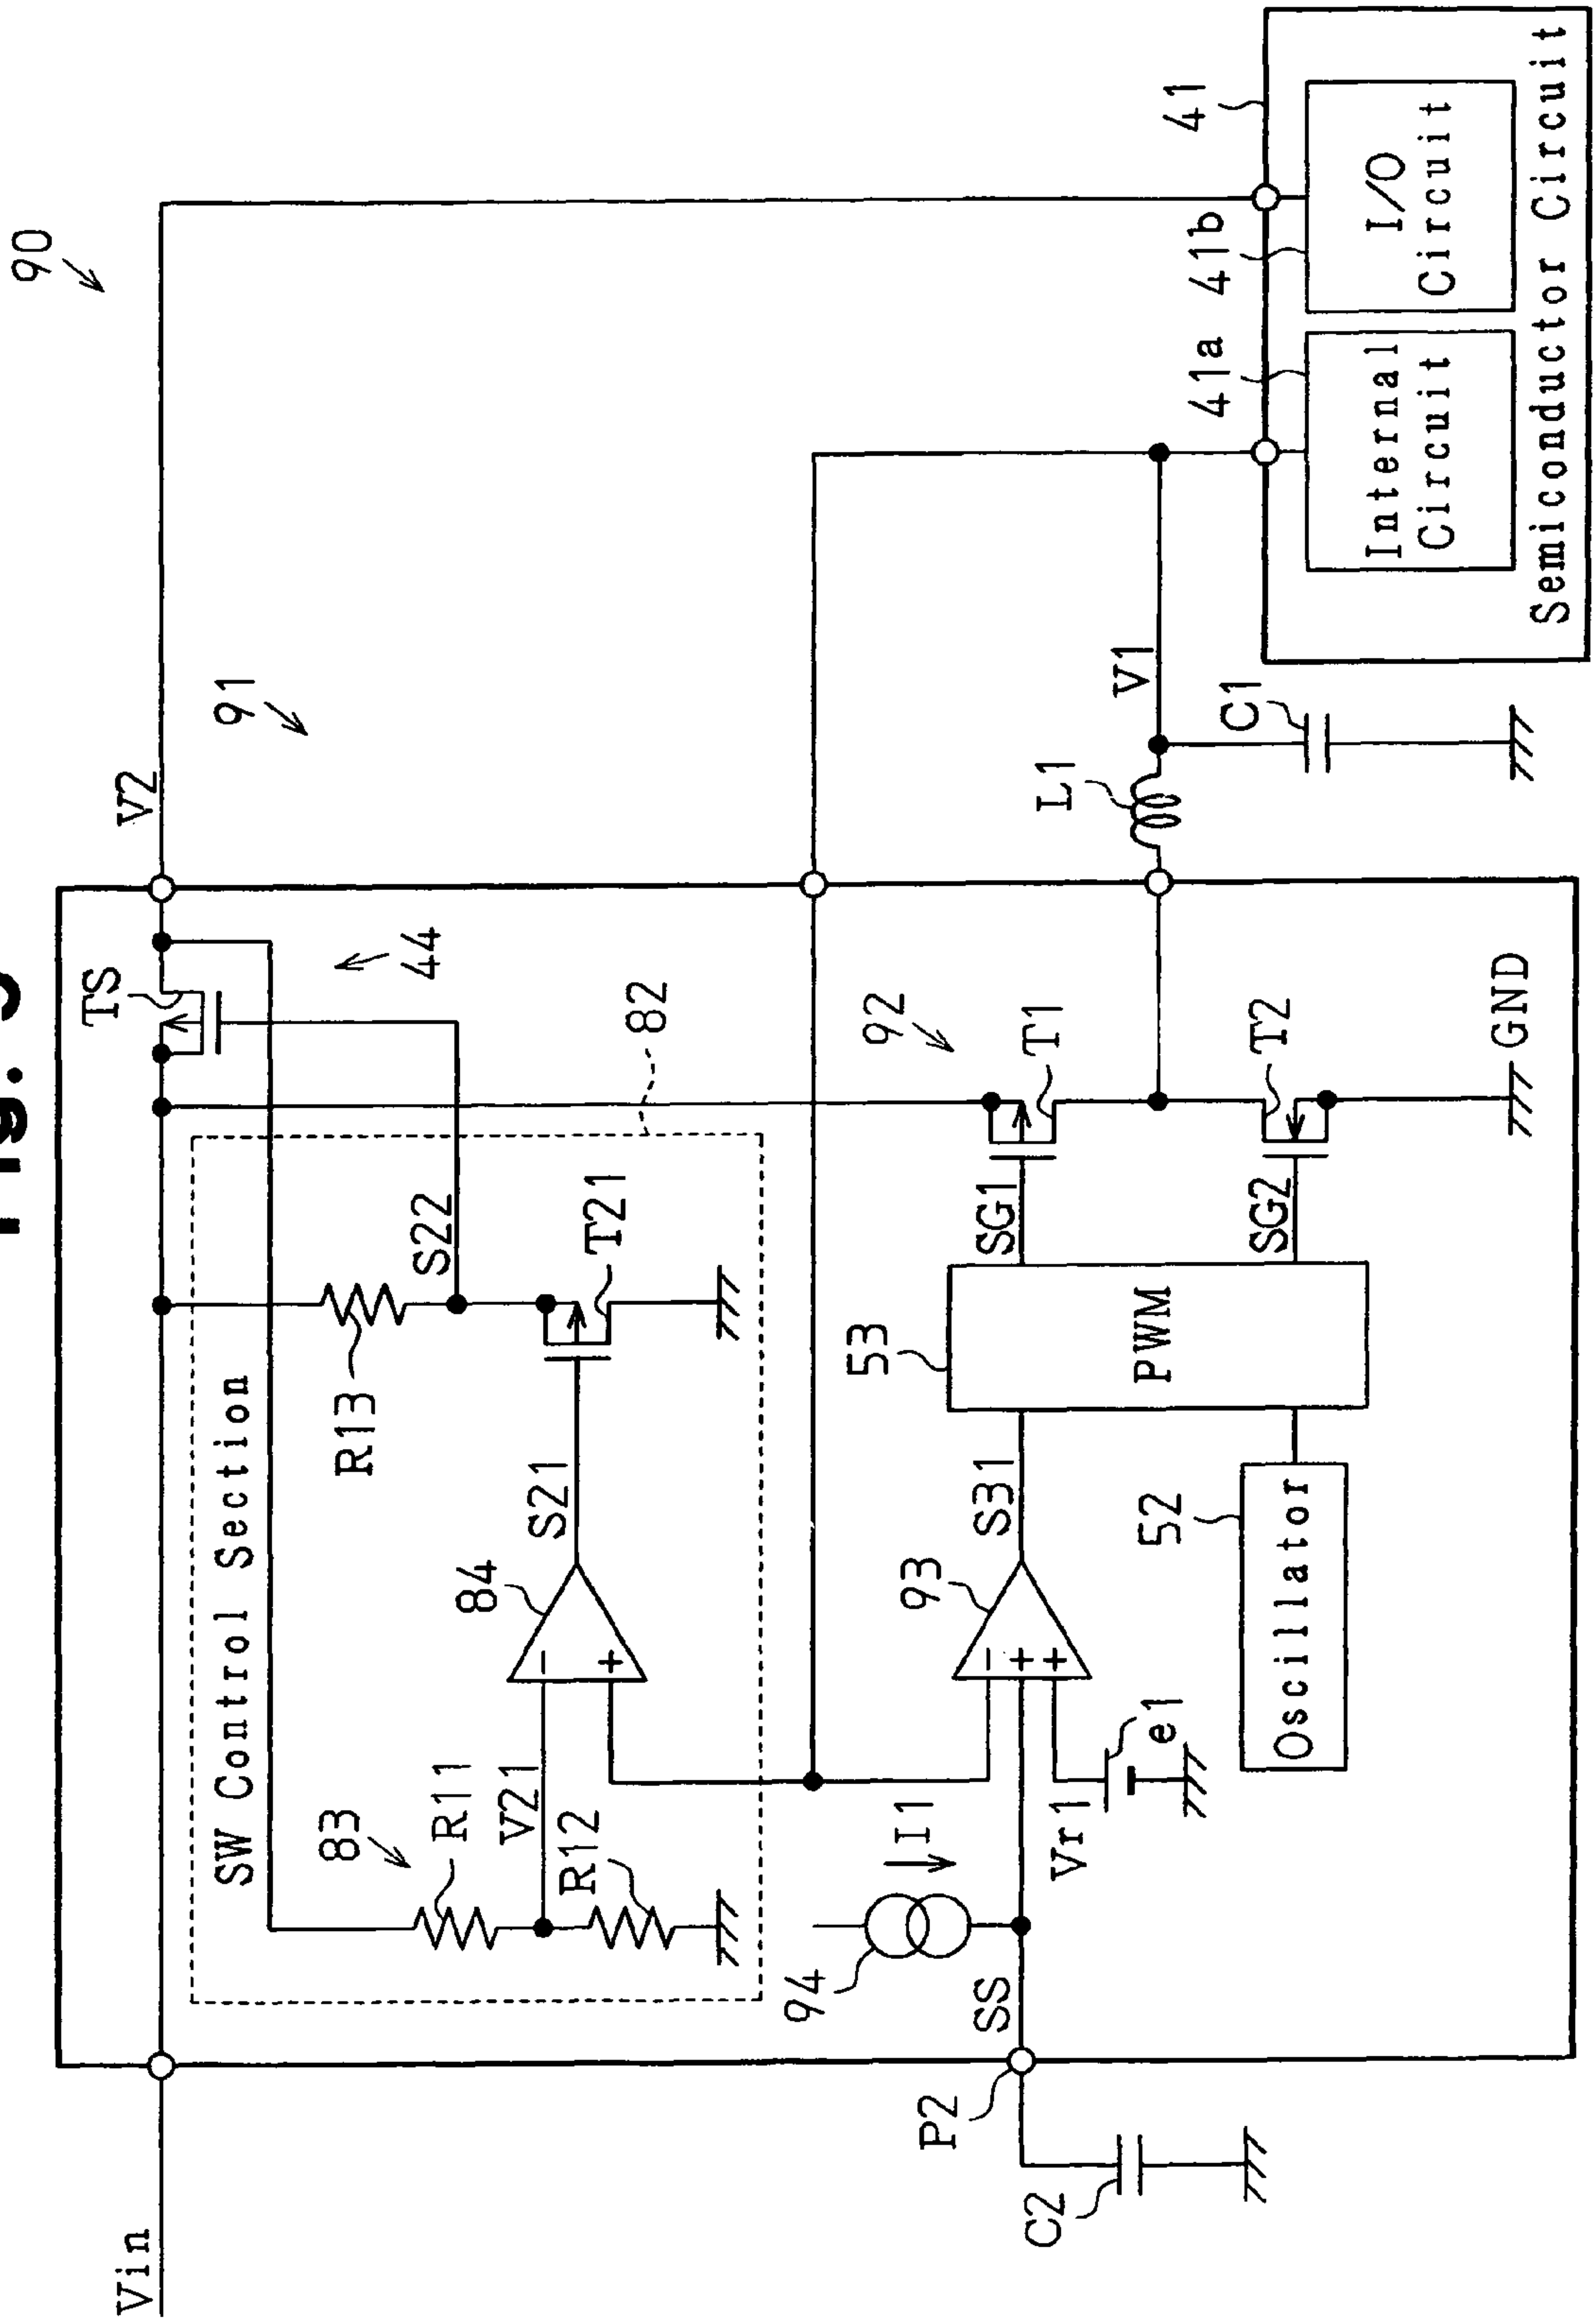 Fig. 9
90
91
Vin
V2
TS
44
82
SW Control Section
83
R11
V21
R12
84
S21
R13
S22
T21
92
T1
T2
SG1
SG2
GND
53
PWM
93
S31
52
Oscillator
94
I1
Vr1
e1
SS
P2
C2
L1
V1
C1
41
41a
41b
Internal
Circuit
I/O
Circuit
Semiconductor Circuit